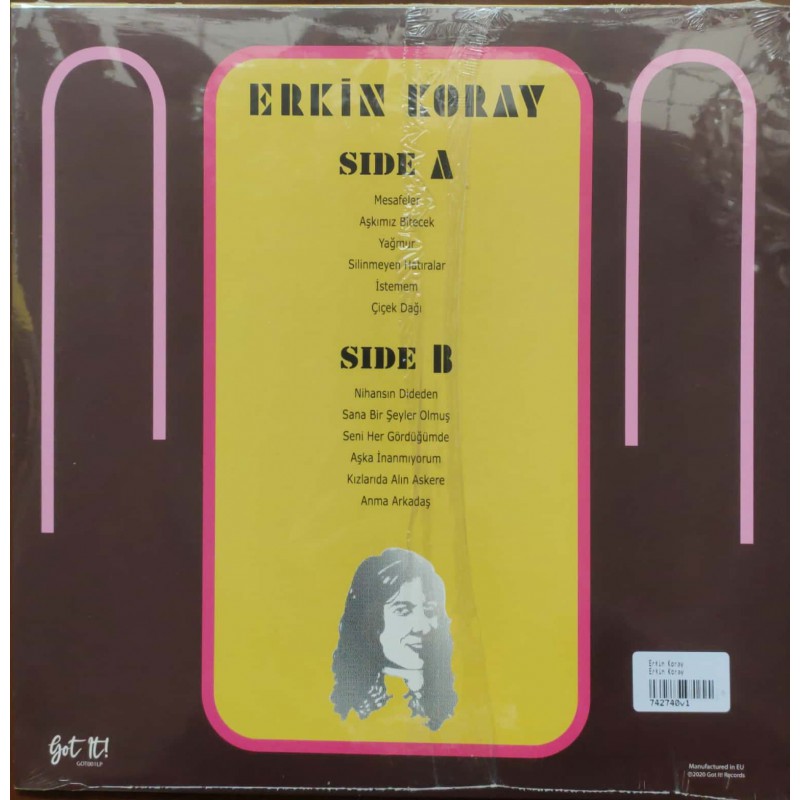 ERKİN KORAY
SIDE A
Mesafeler
Aşkımız Bitecek
Yağmur
Silinmeyen Hatıralar
İstemem
Çiçek Dağı
SIDE B
Nihansın Dideden
Sana Bir Şeyler Olmuş
Seni Her Gördüğümde
Aşka İnanmıyorum
Kızlarıda Alın Askere
Anma Arkadaş
Erkin Koray
Erkin Koray
742740v1
Got It!
GOT001LP
Manufactured in EU
©2020 Got It! Records